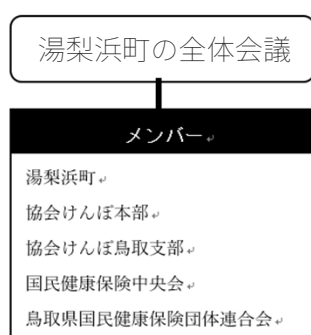 湯梨浜町の全体会議
メンバー
湯梨浜町
協会けんぽ本部
協会けんぽ鳥取支部
国民健康保険中央会
鳥取県国民健康保険団体連合会